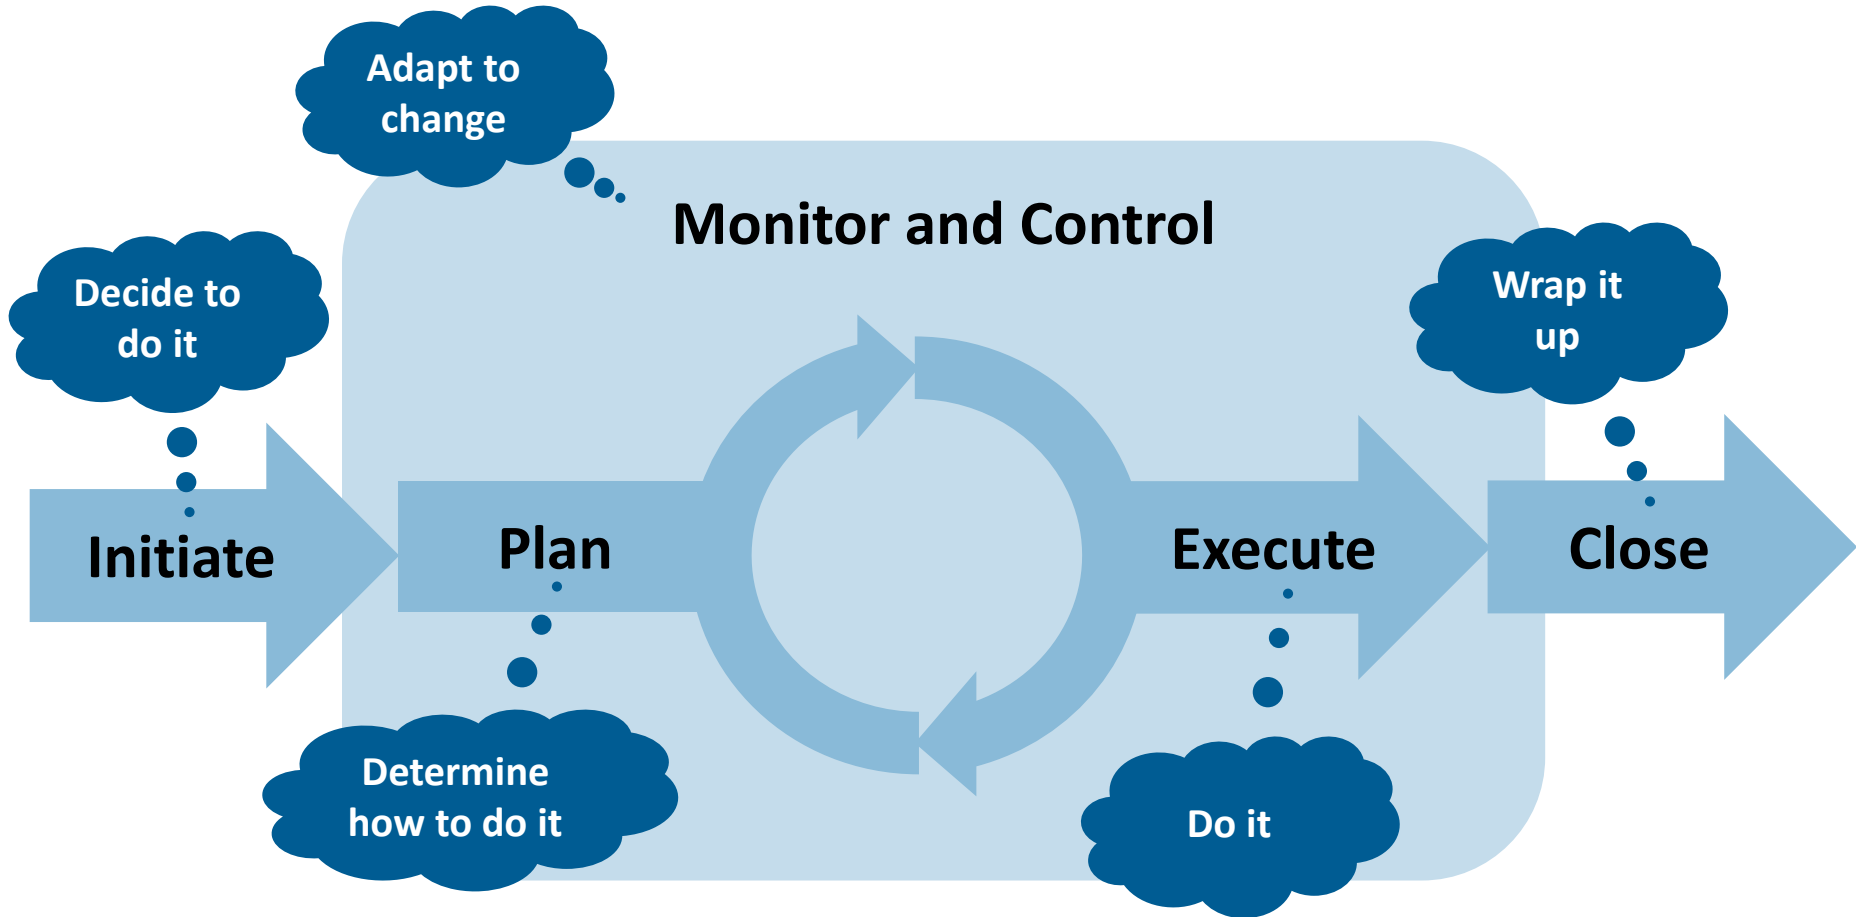 Adapt to
change
Monitor and Control
Decide to
do it
Wrap it
up
Initiate
Plan
Execute
Close
Determine
how to do it
Do it